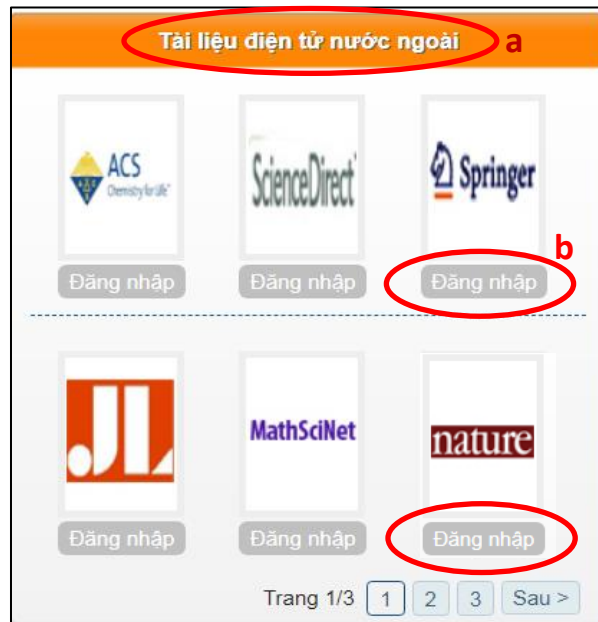 Tài liệu điện tử nước ngoài a
ACS
Chemistry for Life
ScienceDirect
Springer
b
Đăng nhập Đăng nhập Đăng nhập
JL
MathSciNet
nature
Đăng nhập Đăng nhập Đăng nhập
Trang 1/3 1 2 3 Sau >